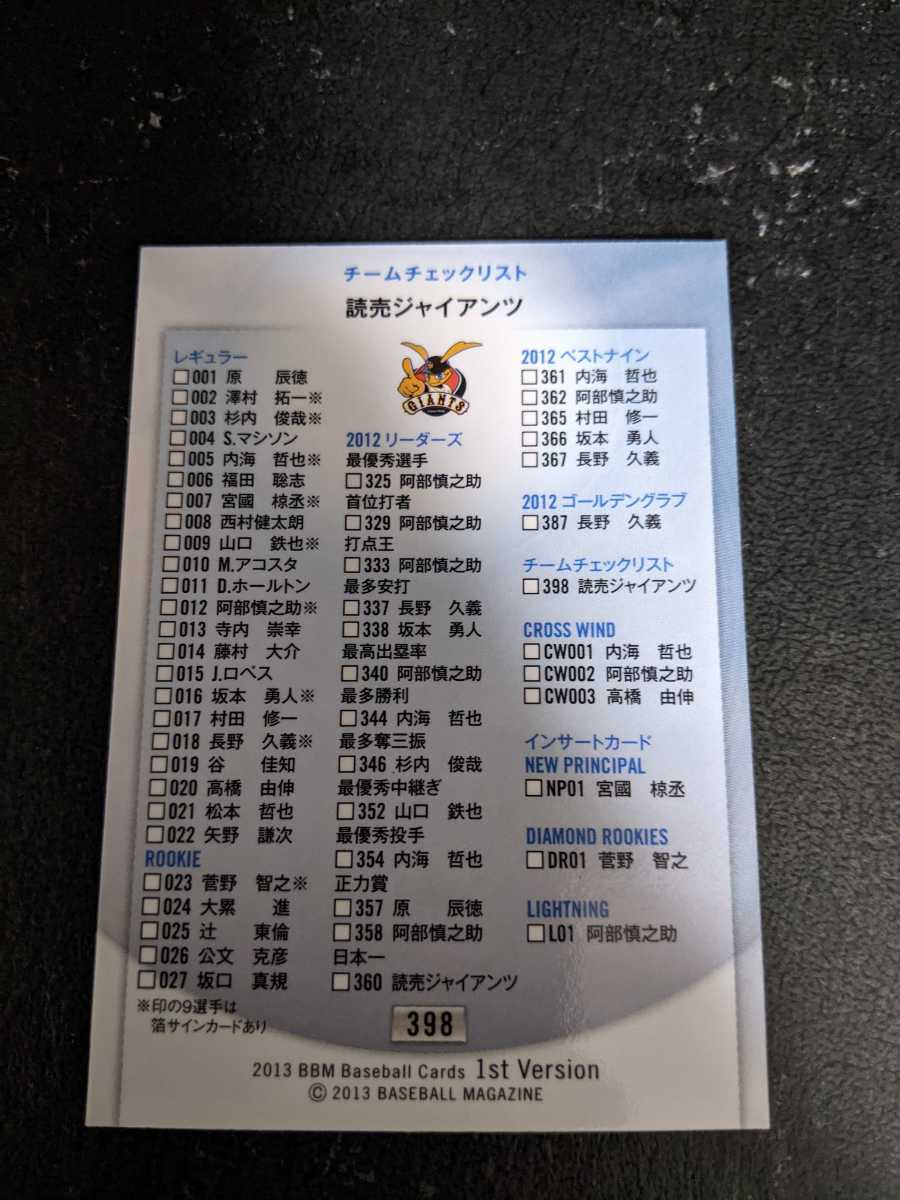 チームチェックリスト
読売ジャイアンツ
レギュラー
□001 原　辰徳
□002 澤村　拓一※
□003 杉内　俊哉※
□004 S.マシソン
□005 内海　哲也※
□006 福田　聡志
□007 宮國　椋丞※
□008 西村健太朗
□009 山口　鉄也※
□010 M.アコスタ
□011 D.ホールトン
□012 阿部慎之助※
□013 寺内　崇幸
□014 藤村　大介
□015 J.ロペス
□016 坂本　勇人※
□017 村田　修一
□018 長野　久義※
□019 谷　佳知
□020 高橋　由伸
□021 松本　哲也
□022 矢野　謙次
ROOKIE
□023 菅野　智之※
□024 大累　進
□025 辻　東倫
□026 公文　克彦
□027 坂口　真規
※印の9選手は
箔サインカードあり
GIANTS
2012 リーダーズ
最優秀選手
□325 阿部慎之助
首位打者
□329 阿部慎之助
打点王
□333 阿部慎之助
最多安打
□337 長野　久義
□338 坂本　勇人
最高出塁率
□340 阿部慎之助
最多勝利
□344 内海　哲也
最多奪三振
□346 杉内　俊哉
最優秀中継ぎ
□352 山口　鉄也
最優秀投手
□354 内海　哲也
正力賞
□357 原　辰徳
□358 阿部慎之助
日本一
□360 読売ジャイアンツ
2012 ベストナイン
□361 内海　哲也
□362 阿部慎之助
□365 村田　修一
□366 坂本　勇人
□367 長野　久義
2012 ゴールデングラブ
□387 長野　久義
チームチェックリスト
□398 読売ジャイアンツ
CROSS WIND
□CW001 内海　哲也
□CW002 阿部慎之助
□CW003 高橋　由伸
インサートカード
NEW PRINCIPAL
□NP01 宮國　椋丞
DIAMOND ROOKIES
□DR01 菅野　智之
LIGHTNING
□L01 阿部慎之助
398
2013 BBM Baseball Cards 1st Version
© 2013 BASEBALL MAGAZINE